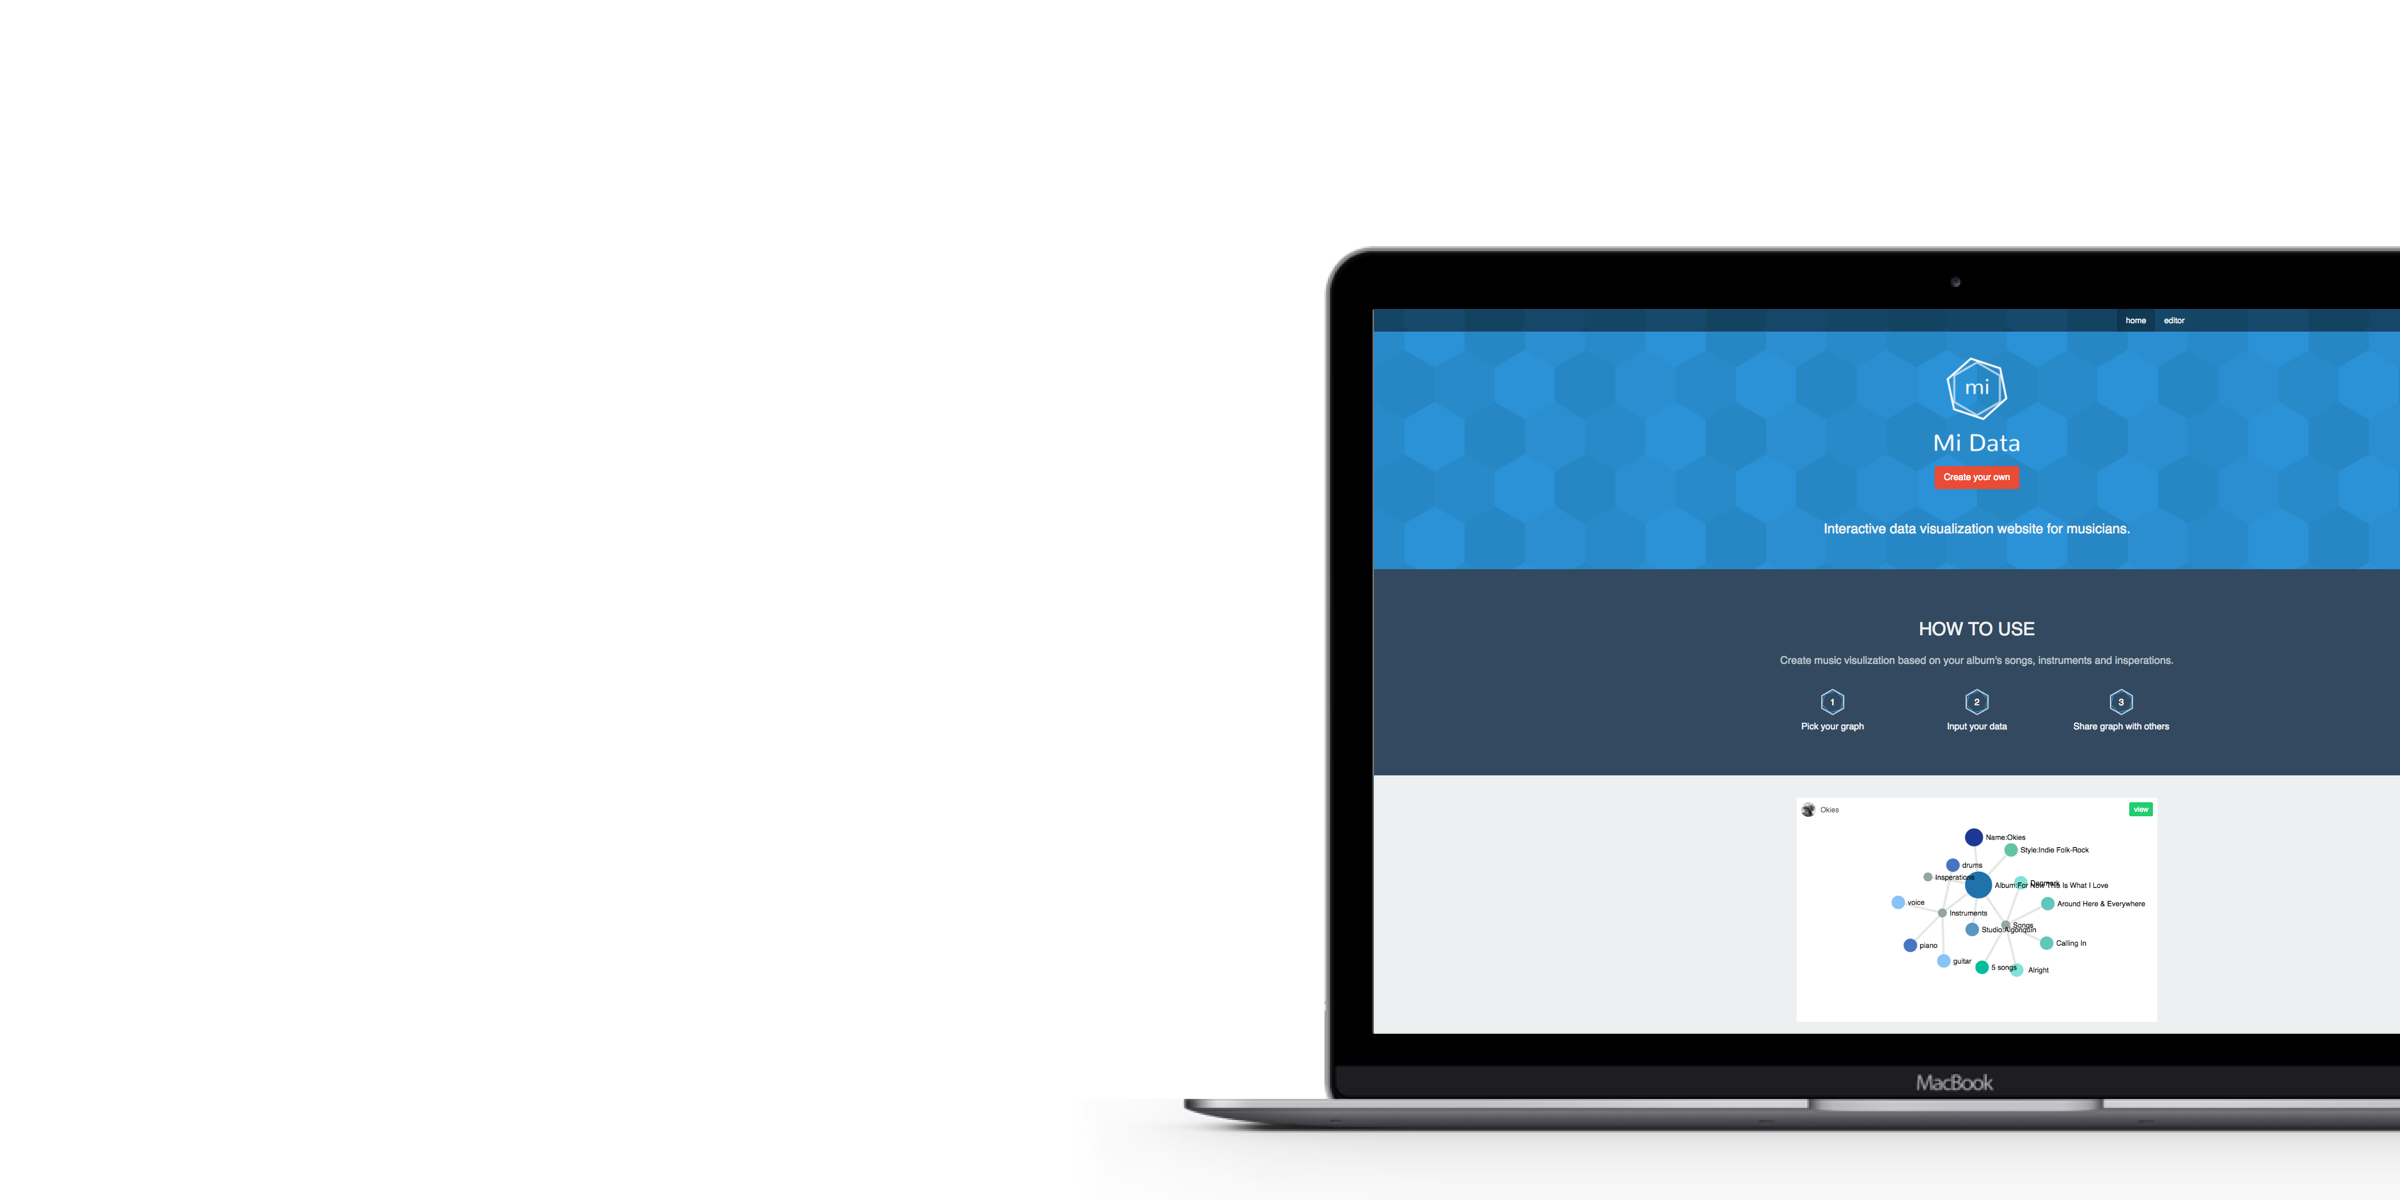 home editor
mi
Mi Data
Create your own
Interactive data visualization website for musicians.
HOW TO USE
Create music visulization based on your album's songs, instruments and insperations.
1 2 3
Pick your graph Input your data Share graph with others
Okies view
Name:Okies
Style:Indie Folk-Rock
drums
Insperations
Album:For Now This Is What I Love
voice
Around Here & Everywhere
Instruments
Songs
Studio:Algonquin
piano
Calling In
guitar
5 songs
Alright
MacBook